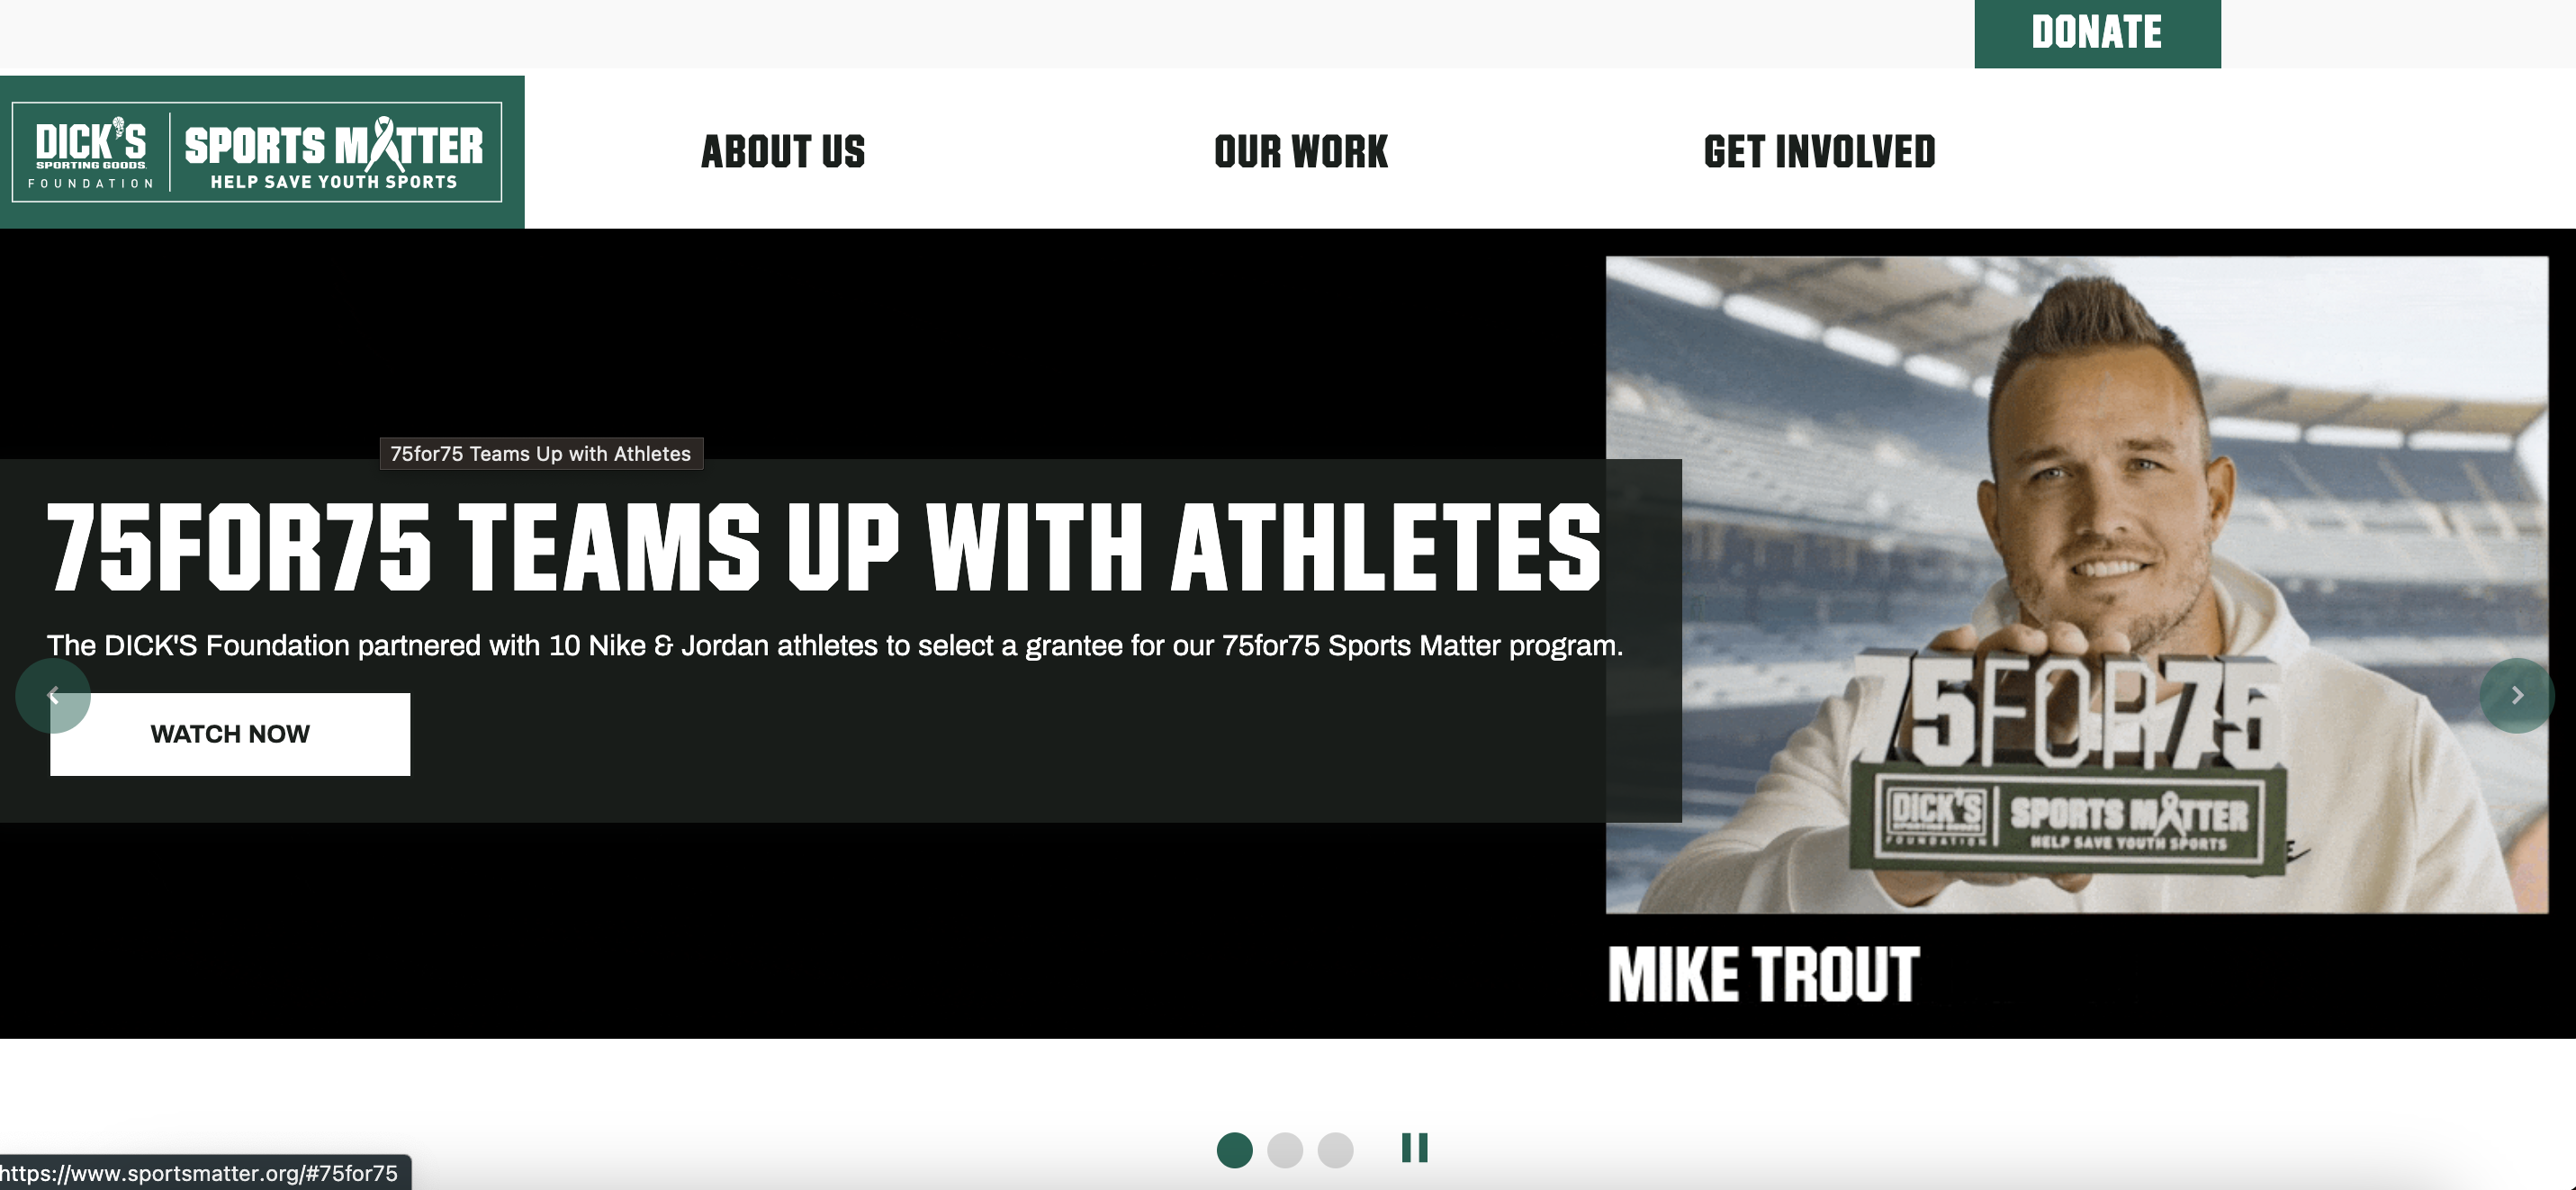 DONATE
DICK'S
SPORTING GOODS
FOUNDATION
SPORTS MATTER
HELP SAVE YOUTH SPORTS
ABOUT US
OUR WORK
GET INVOLVED
75for75 Teams Up with Athletes
75FOR75 TEAMS UP WITH ATHLETES
The DICK'S Foundation partnered with 10 Nike & Jordan athletes to select a grantee for our 75for75 Sports Matter program.
WATCH NOW
75FOR75
DICK'S
SPORTING GOODS
FOUNDATION
SPORTS MATTER
HELP SAVE YOUTH SPORTS
MIKE TROUT
https://www.sportsmatter.org/#75for75